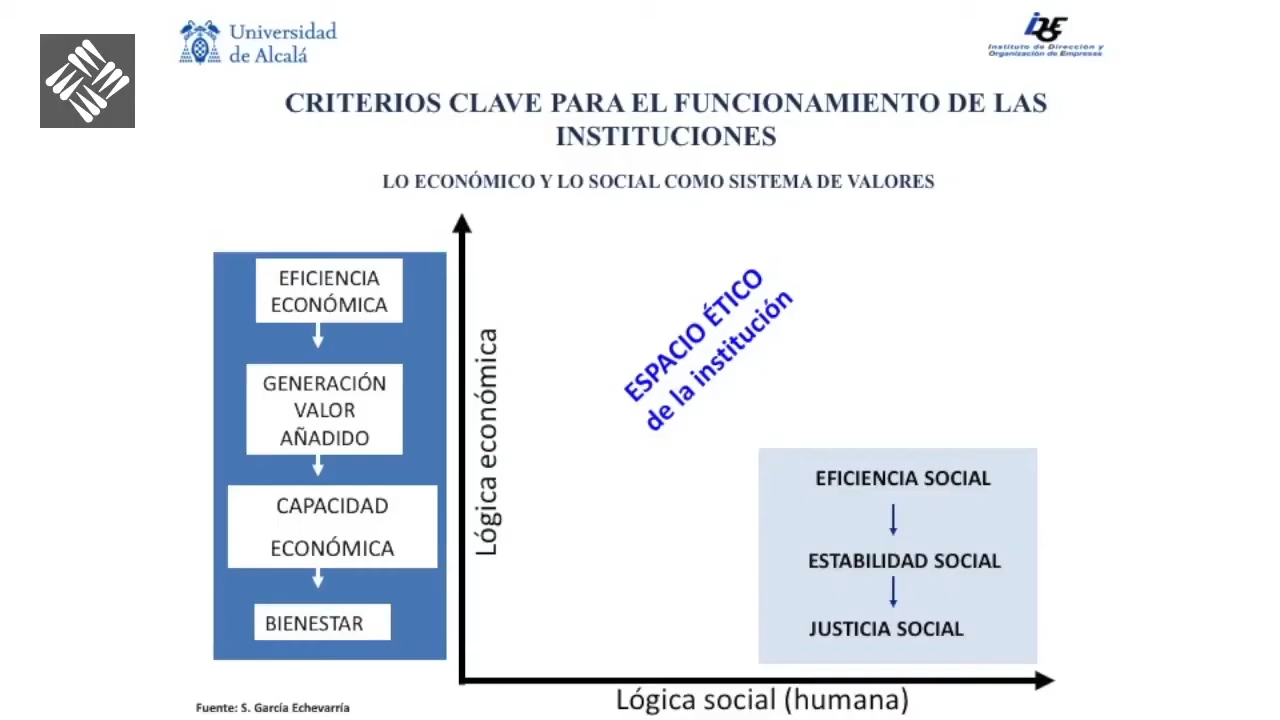 Universidad
de Alcalá
IDOE
Instituto de Dirección y
Organización de Empresas
CRITERIOS CLAVE PARA EL FUNCIONAMIENTO DE LAS
INSTITUCIONES
LO ECONÓMICO Y LO SOCIAL COMO SISTEMA DE VALORES
EFICIENCIA
ECONÓMICA
GENERACIÓN
VALOR
AÑADIDO
CAPACIDAD
ECONÓMICA
BIENESTAR
Lógica económica
ESPACIO ÉTICO
de la institución
EFICIENCIA SOCIAL
ESTABILIDAD SOCIAL
JUSTICIA SOCIAL
Lógica social (humana)
Fuente: S. García Echevarría